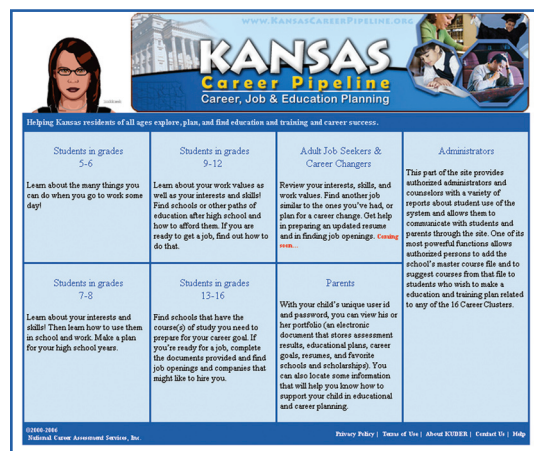 WWW.KANSASCAREERPIPELINE.ORG
KANSAS
Career Pipeline
Career, Job & Education Planning
Helping Kansas residents of all ages explore, plan, and find education and training and career success.
Students in grades
5-6
Learn about the many things you
can do when you go to work some
day!
Students in grades
9-12
Learn about your work values as
well as your interests and skills!
Find schools or other paths of
education after high school and
how to afford them. If you are
ready to get a job, find out how to
do that.
Adult Job Seekers &
Career Changers
Review your interests, skills, and
work values. Find another job
similar to the ones you've had, or
plan for a career change. Get help
in preparing an updated resume
and in finding job openings. Coming
soon...
Administrators
This part of the site provides
authorized administrators and
counselors with a variety of
reports about student use of the
system and allows them to
communicate with students and
parents through the site. One of its
most powerful functions allows
authorized persons to add the
school's master course file and to
suggest courses from that file to
students who wish to make a
education and training plan related
to any of the 16 Career Clusters.
Students in grades
7-8
Learn about your interests and
skills! Then learn how to use them
in school and work. Make a plan
for your high school years.
Students in grades
13-16
Find schools that have the
course(s) of study you need to
prepare for your career goal. If
you're ready for a job, complete
the documents provided and find
job openings and companies that
might like to hire you.
Parents
With your child's unique user id
and password, you can view his or
her portfolio (an electronic
document that stores assessment
results, educational plans, career
goals, resumes, and favorite
schools and scholarships). You
can also locate some information
that will help you know how to
support your child in educational
and career planning.
©2000-2006
National Career Assessment Services, Inc.
Privacy Policy | Terms of Use | About KUDER | Contact Us | Help